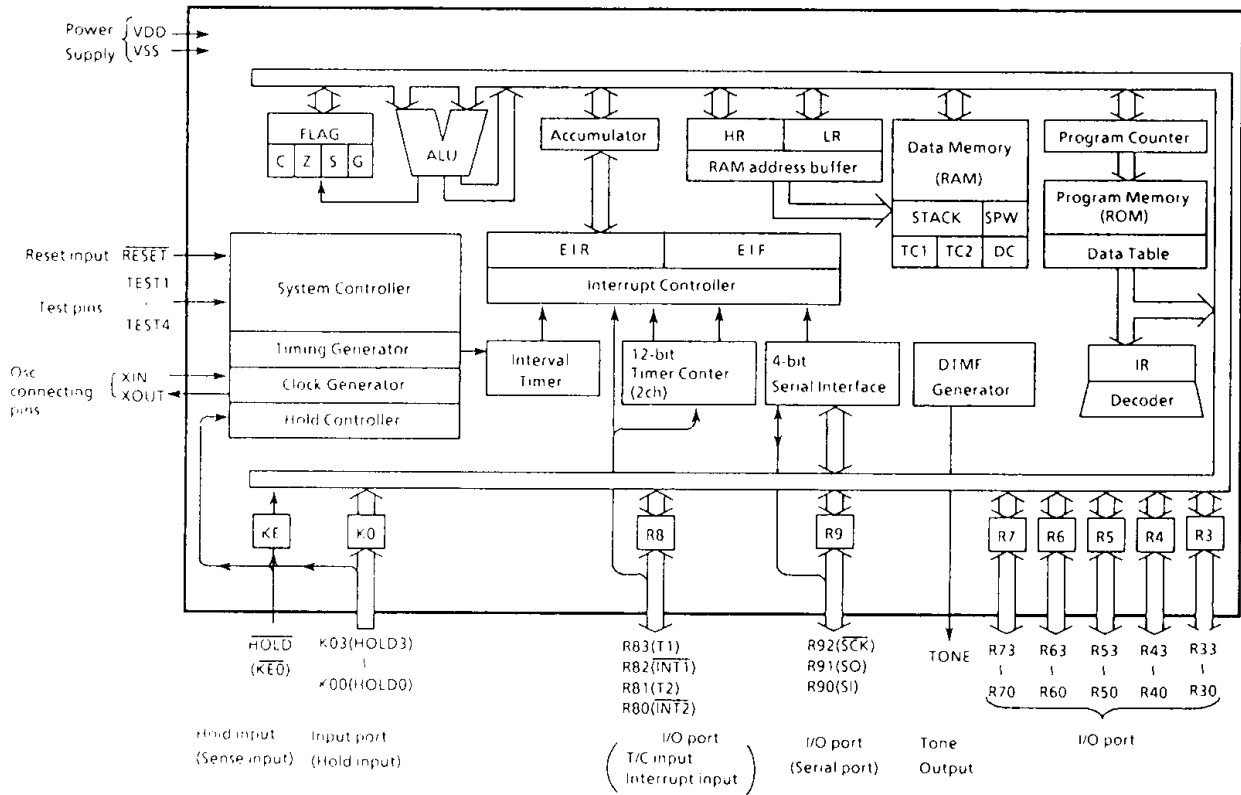 Power VDD
Supply VSS
FLAG
C Z S G
ALU
Accumulator
HR LR
RAM address buffer
Data Memory
(RAM)
STACK SPW
TC1 TC2 DC
Program Counter
Program Memory
(ROM)
Data Table
Reset input RESET
TEST1
Test pins
TEST4
System Controller
Timing Generator
Clock Generator
Hold Controller
Osc
connecting
pins
XIN
XOUT
EIR EIF
Interrupt Controller
Interval
Timer
12-bit
Timer Conter
(2ch)
4-bit
Serial Interface
DTMF
Generator
IR
Decoder
KE K0 R8 R9 R7 R6 R5 R4 R3
HOLD
(KE0)
K03(HOLD3)
~
K00(HOLD0)
R83(T1)
R82(INT1)
R81(T2)
R80(INT2)
R92(SCK)
R91(SO)
R90(SI)
TONE
R73 R63 R53 R43 R33
~ ~ ~ ~ ~
R70 R60 R50 R40 R30
Hold input
(Sense input)
Input port
(Hold input)
I/O port
(T/C input
Interrupt input)
I/O port
(Serial port)
Tone
Output
I/O port